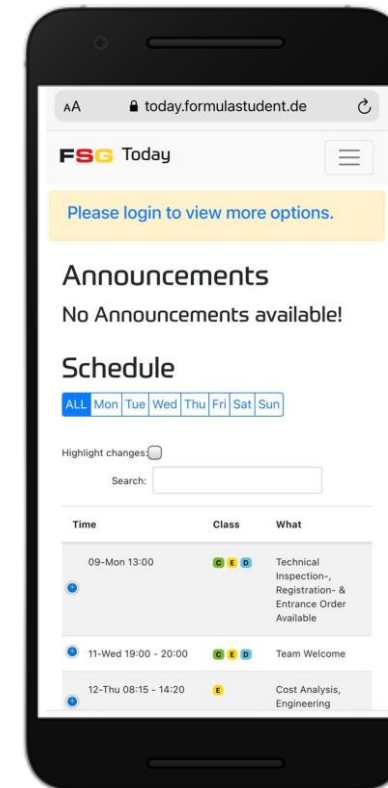 AA today.formulastudent.de
FSG Today
Please login to view more options.
Announcements
No Announcements available!
Schedule
ALL Mon Tue Wed Thu Fri Sat Sun
Highlight changes:
Search:
Time Class What
09-Mon 13:00 C E D Technical
Inspection-,
Registration- &
Entrance Order
Available
11-Wed 19:00 - 20:00 C E D Team Welcome
12-Thu 08:15 - 14:20 E Cost Analysis,
Engineering